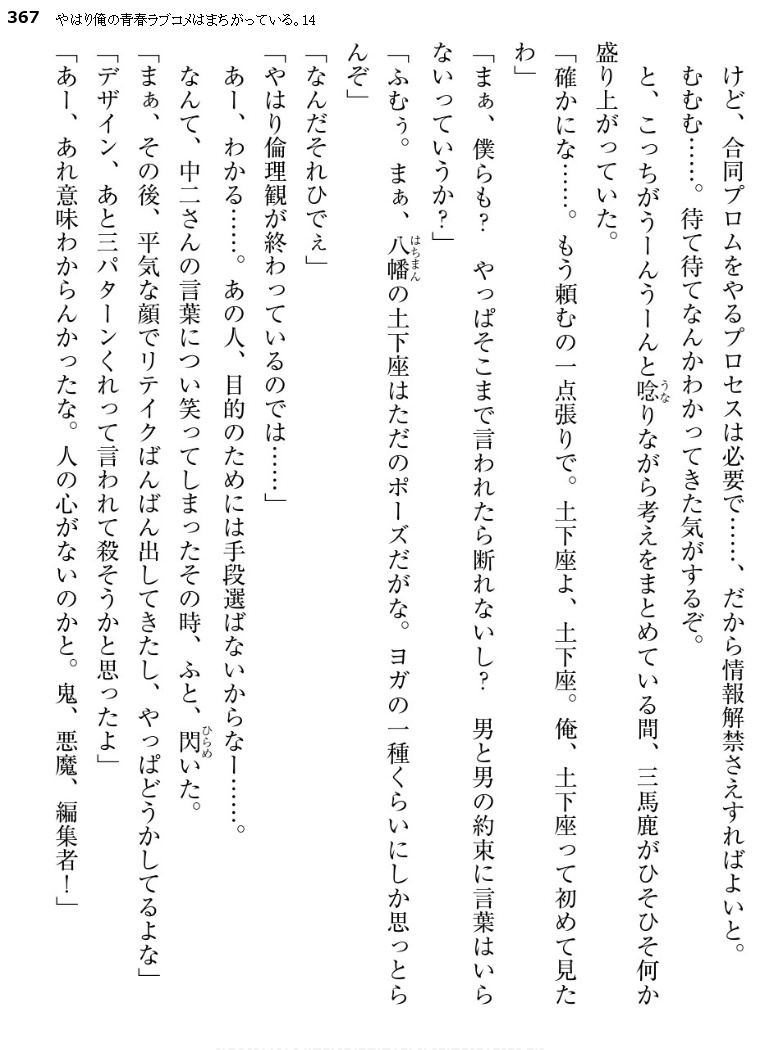 367 やはり俺の青春ラブコメはまちがっている。14
けど、合同プロムをやるプロセスは必要で……、だから情報解禁さえすればよいと。
むむむ……。待て待てなんかわかってきた気がするぞ。
と、こっちがうーんうーんと唸りながら考えをまとめている間、三馬鹿がひそひそ何か
うな
盛り上がっていた。
「確かにな……。もう頼むの一点張りで。土下座よ、土下座。俺、土下座って初めて見た
わ」
「まぁ、僕らも?　やっぱそこまで言われたら断れないし?　男と男の約束に言葉はいら
ないっていうか?」
「ふむぅ。まぁ、八幡の土下座はただのポーズだがな。ヨガの一種くらいにしか思っとら
はちまん
んぞ」
「なんだそれひでぇ」
「やはり倫理観が終わっているのでは……」
あー、わかる……。あの人、目的のためには手段選ばないからなー……。
なんて、中二さんの言葉につい笑ってしまったその時、ふと、閃いた。
ひらめ
「まぁ、その後、平気な顔でリテイクばんばん出してきたし、やっぱどうかしてるよな」
「デザイン、あと三パターンくれって言われて殺そうかと思ったよ」
「あー、あれ意味わからんかったな。人の心がないのかと。鬼、悪魔、編集者!」